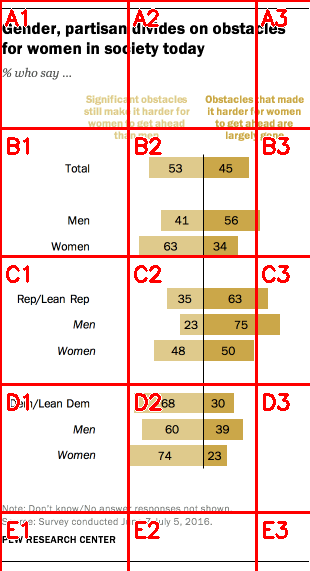 Gender, partisan divides on obstacles
for women in society today
% who say ...
Significant obstacles still make it harder for women to get ahead than men
Obstacles that made it harder for women to get ahead are largely gone
Total 53 45
Men 41 56
Women 63 34
Rep/Lean Rep 35 63
Men 23 75
Women 48 50
Dem/Lean Dem 68 30
Men 60 39
Women 74 23
Note: Don't know/No answer responses not shown.
Source: Survey conducted June 7-July 5, 2016.
PEW RESEARCH CENTER
A1 A2 A3
B1 B2 B3
C1 C2 C3
D1 D2 D3
E1 E2 E3